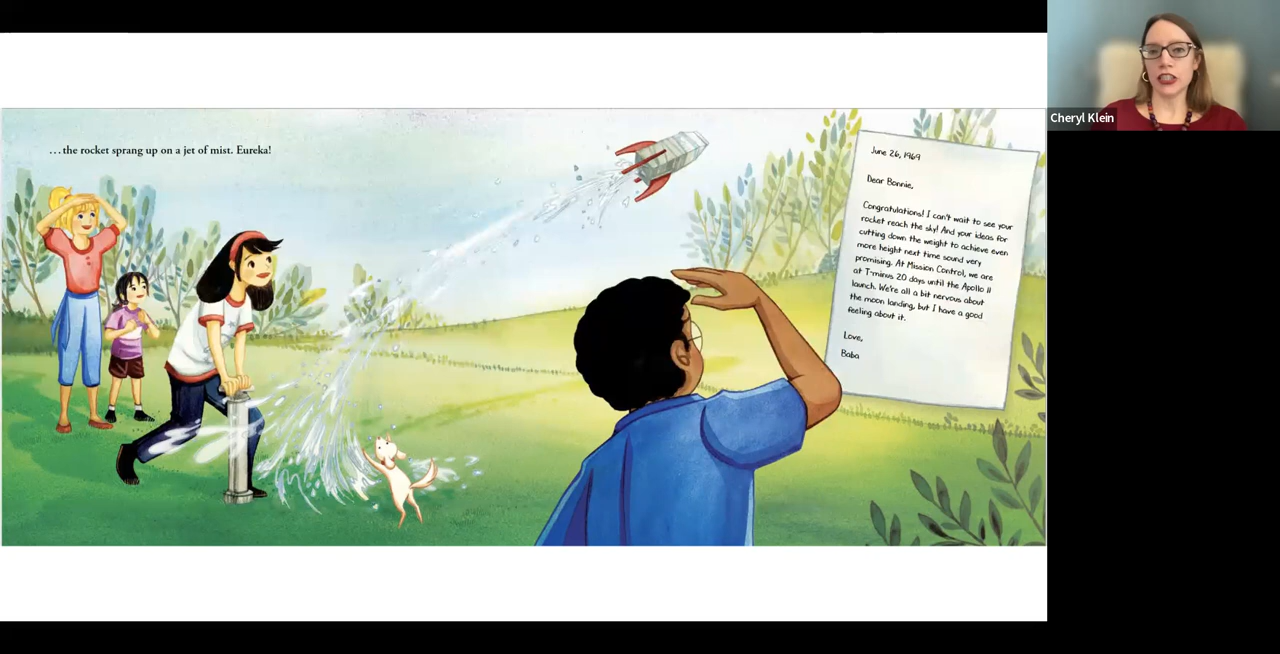 ...the rocket sprang up on a jet of mist. Eureka!
June 26, 1969
Dear Bonnie,
Congratulations! I can't wait to see your
rocket reach the sky! And your ideas for
cutting down the weight to achieve even
more height next time sound very
promising. At Mission Control, we are
at T-minus 20 days until the Apollo 11
launch. We're all a bit nervous about
the moon landing, but I have a good
feeling about it.
Love,
Baba
Cheryl Klein